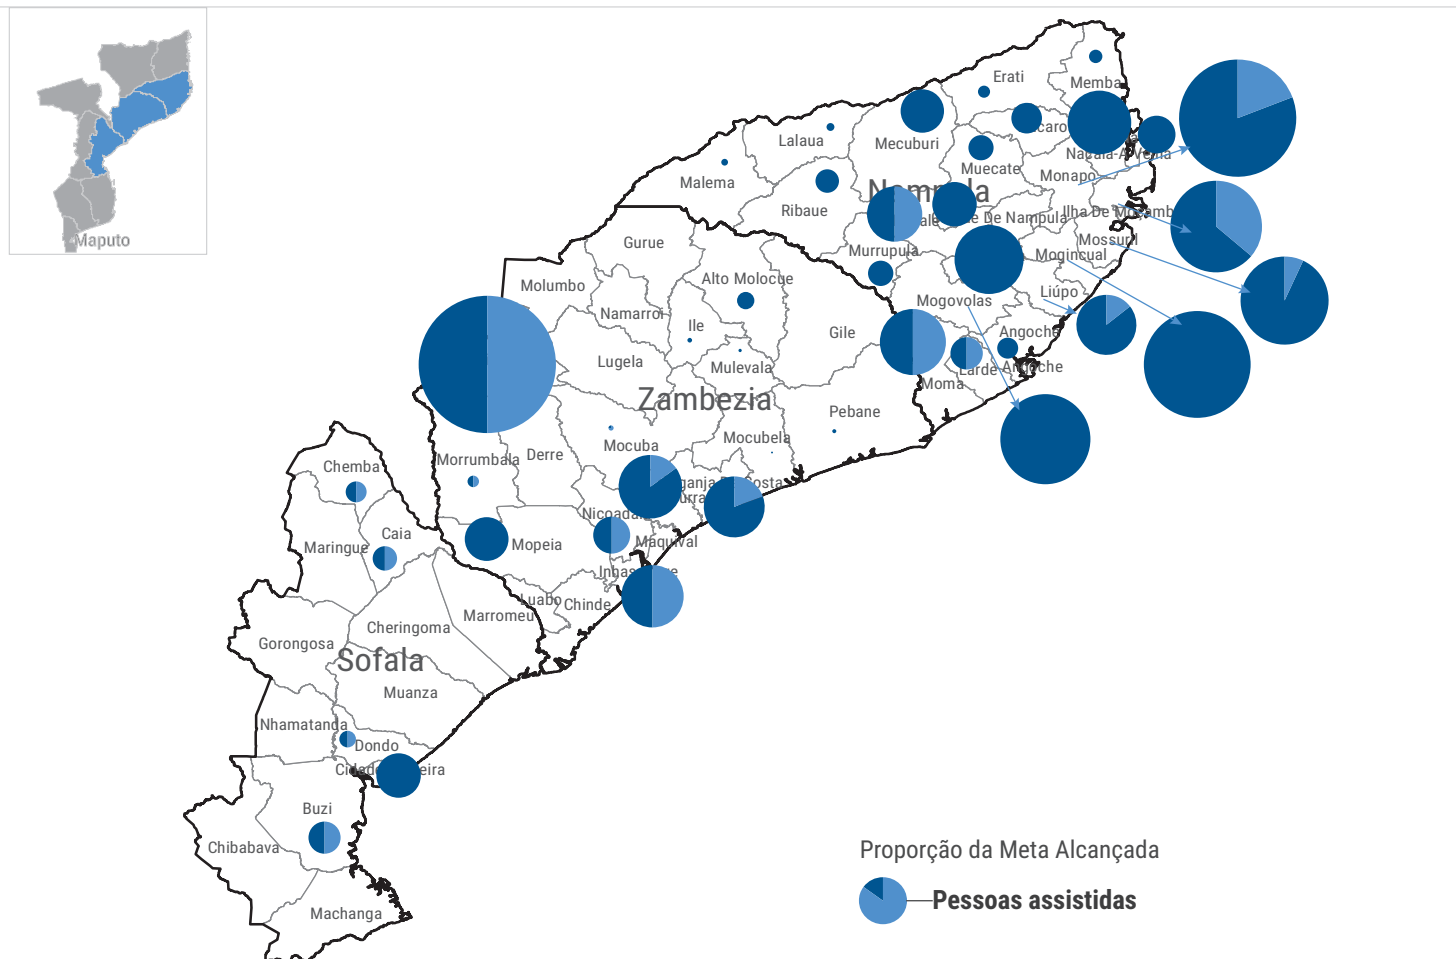 Maputo
Erati
Memba
Lalaua
Mecuburi
Muecate
Malema
Monapo
Ribaue
Ilha De
De Nampula
Mossuril
Murrupula
Mogincual
Gurue
Alto Molocue
Liúpo
Molumbo
Mogovolas
Namarroi
Ile
Angoche
Gile
Lugela
Mulevala
Larde
Angoche
Moma
Zambezia
Pebane
Mocuba
Mocubela
Derre
Morrumbala
Chemba
Costa
Caia
Mopeia
Maquival
Maringue
Luabo
Chinde
Marromeu
Cheringoma
Gorongosa
Sofala
Muanza
Nhamatanda
Dondo
Buzi
Chibabava
Machanga
Proporção da Meta Alcançada
Pessoas assistidas